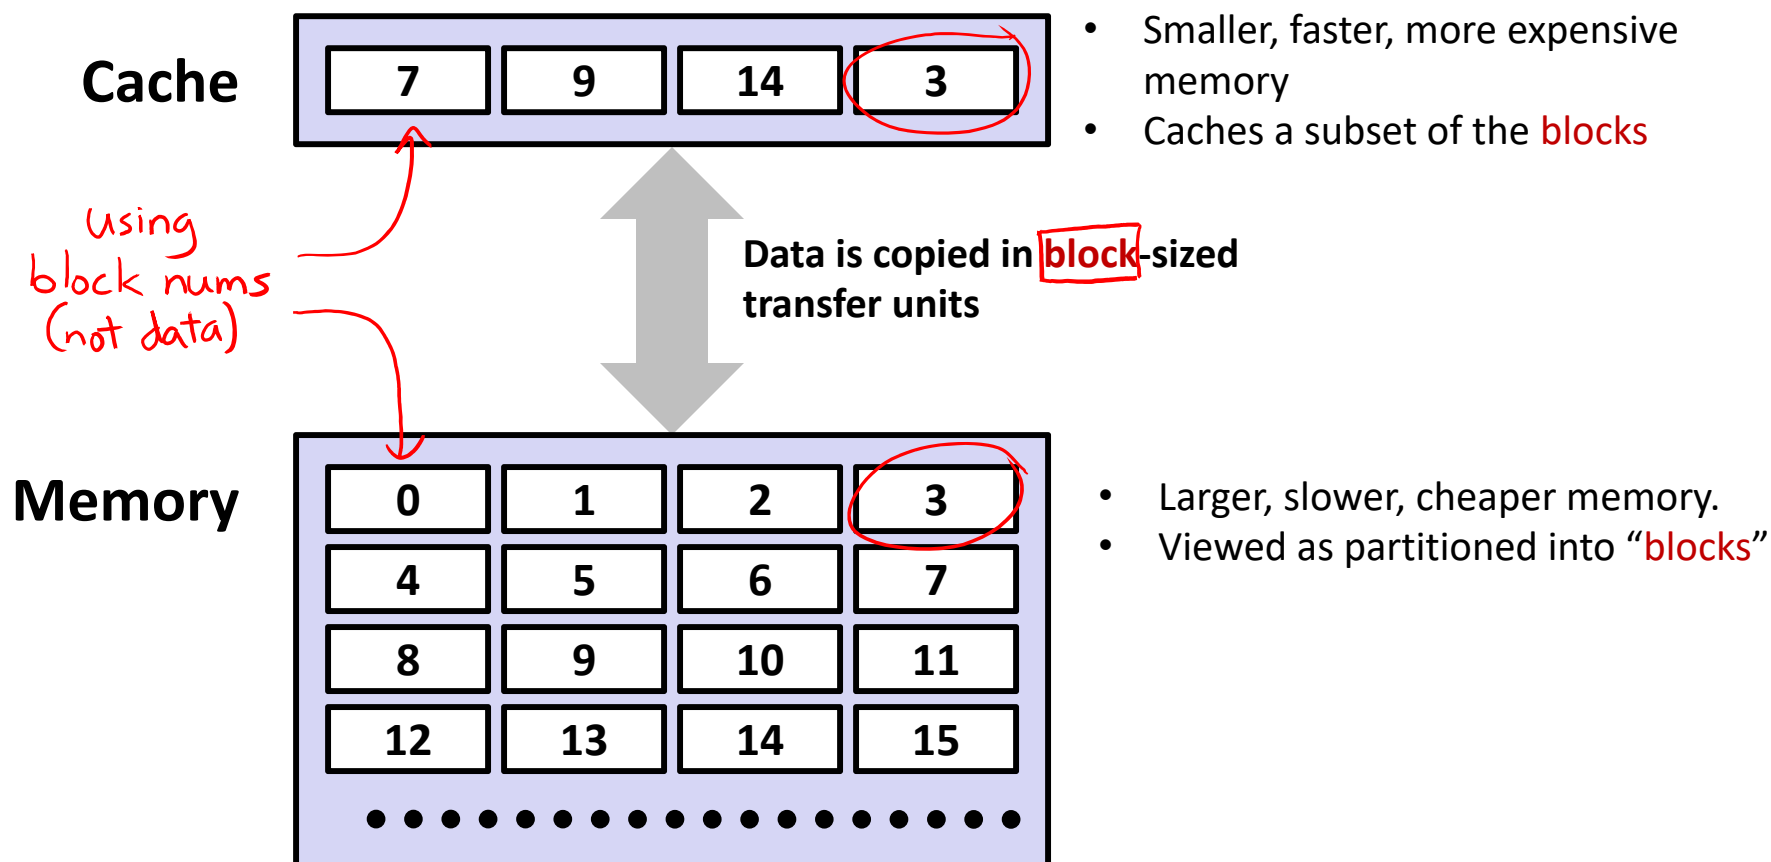 Cache
7 9 14 3
• Smaller, faster, more expensive
memory
• Caches a subset of the blocks
Using
block nums
(not data)
Data is copied in block-sized
transfer units
Memory
0 1 2 3
4 5 6 7
8 9 10 11
12 13 14 15
• Larger, slower, cheaper memory.
• Viewed as partitioned into “blocks”